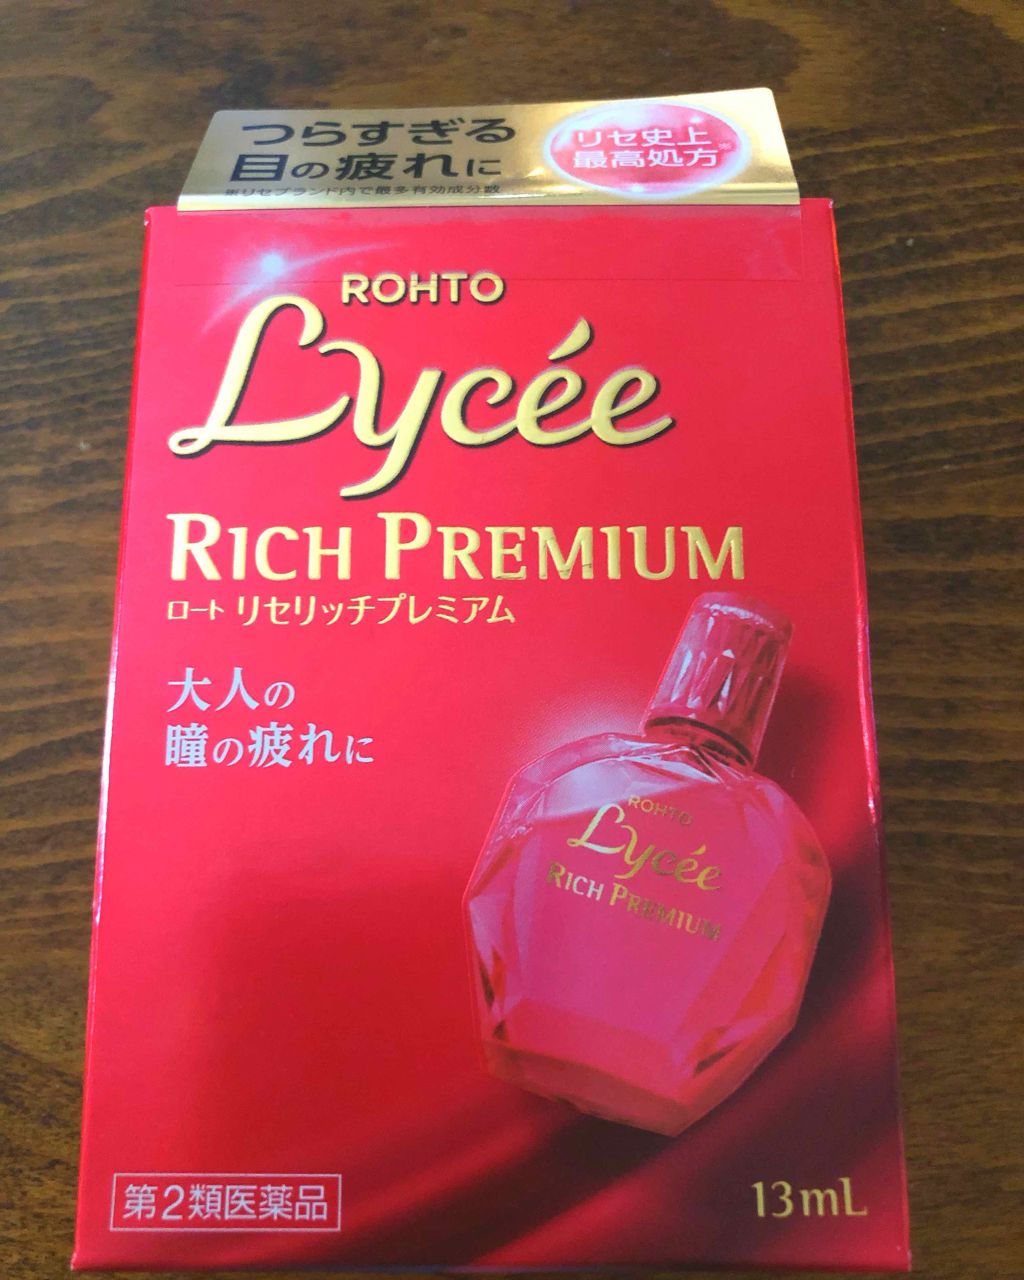 つらすぎる
目の疲れに
※リセブランド内で最多有効成分数
リセ史上
最高処方※
ROHTO
Lycée
RICH PREMIUM
ロート リセリッチプレミアム
大人の
瞳の疲れに
ROHTO
Lycée
RICH PREMIUM
第2類医薬品
13mL